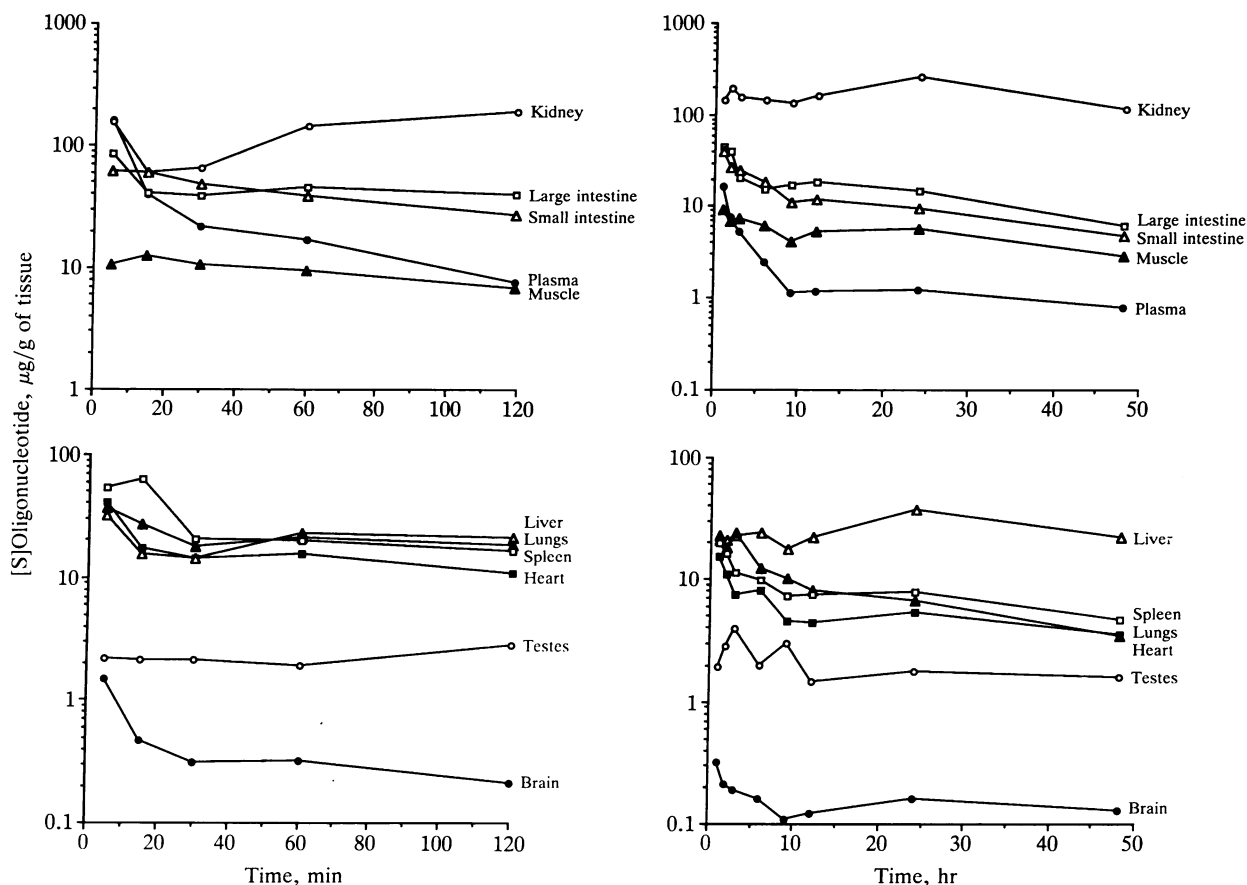 [S]Oligonucleotide, µg/g of tissue
1000
100
10
1
0 20 40 60 80 100 120
Kidney
Large intestine
Small intestine
Plasma
Muscle
1000
100
10
1
0.1
0 10 20 30 40 50
Kidney
Large intestine
Small intestine
Muscle
Plasma
100
10
1
0.1
0 20 40 60 80 100 120
Liver
Lungs
Spleen
Heart
Testes
Brain
Time, min
100
10
1
0.1
0 10 20 30 40 50
Liver
Spleen
Lungs
Heart
Testes
Brain
Time, hr